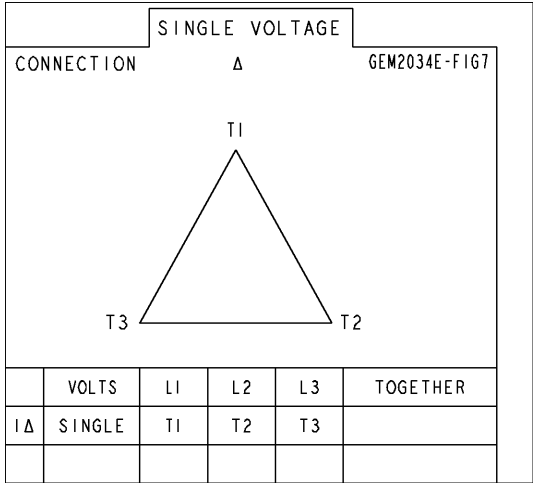 SINGLE VOLTAGE
CONNECTION Δ GEM2034E-FIG7
T1
T3 T2
VOLTS L1 L2 L3 TOGETHER
1Δ SINGLE T1 T2 T3